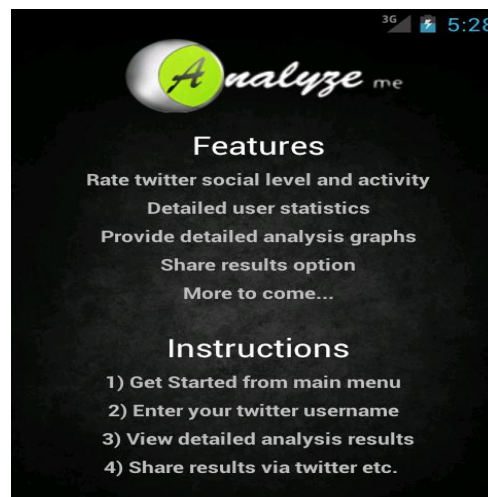 3G 5:28
Analyze me
Features
Rate twitter social level and activity
Detailed user statistics
Provide detailed analysis graphs
Share results option
More to come...
Instructions
1) Get Started from main menu
2) Enter your twitter username
3) View detailed analysis results
4) Share results via twitter etc.